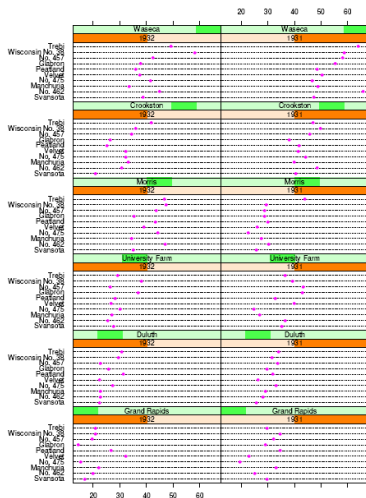 20 30 40 50 60
Waseca Waseca
1932 1931
Trebi
Wisconsin No. 38
No. 457
Glabron
Peatland
Velvet
No. 475
Manchuria
No. 462
Svansota
Crookston Crookston
1932 1931
Trebi
Wisconsin No. 38
No. 457
Glabron
Peatland
Velvet
No. 475
Manchuria
No. 462
Svansota
Morris Morris
1932 1931
Trebi
Wisconsin No. 38
No. 457
Glabron
Peatland
Velvet
No. 475
Manchuria
No. 462
Svansota
University Farm University Farm
1932 1931
Trebi
Wisconsin No. 38
No. 457
Glabron
Peatland
Velvet
No. 475
Manchuria
No. 462
Svansota
Duluth Duluth
1932 1931
Trebi
Wisconsin No. 38
No. 457
Glabron
Peatland
Velvet
No. 475
Manchuria
No. 462
Svansota
Grand Rapids Grand Rapids
1932 1931
Trebi
Wisconsin No. 38
No. 457
Glabron
Peatland
Velvet
No. 475
Manchuria
No. 462
Svansota
20 30 40 50 60